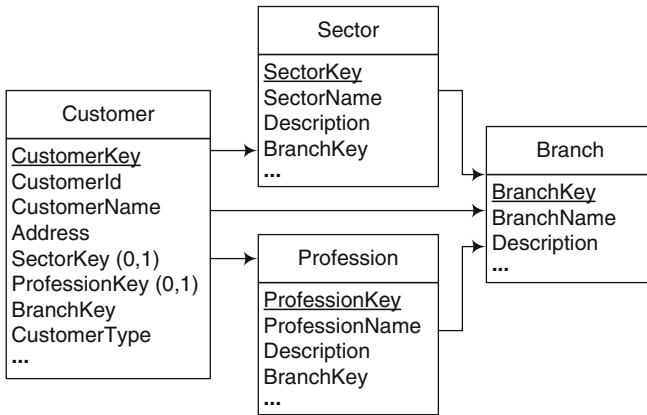 Customer
CustomerKey
CustomerId
CustomerName
Address
SectorKey (0,1)
ProfessionKey (0,1)
BranchKey
CustomerType
...
Sector
SectorKey
SectorName
Description
BranchKey
...
Profession
ProfessionKey
ProfessionName
Description
BranchKey
...
Branch
BranchKey
BranchName
Description
...